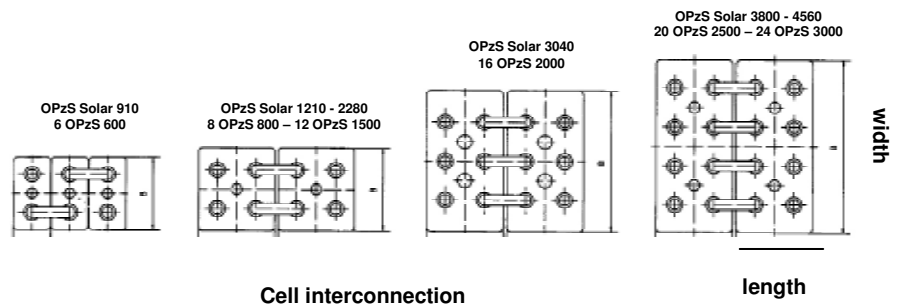 OPzS Solar 910
6 OPzS 600
OPzS Solar 1210 - 2280
8 OPzS 800 – 12 OPzS 1500
OPzS Solar 3040
16 OPzS 2000
OPzS Solar 3800 - 4560
20 OPzS 2500 – 24 OPzS 3000
B
B
B
B
width
length
Cell interconnection